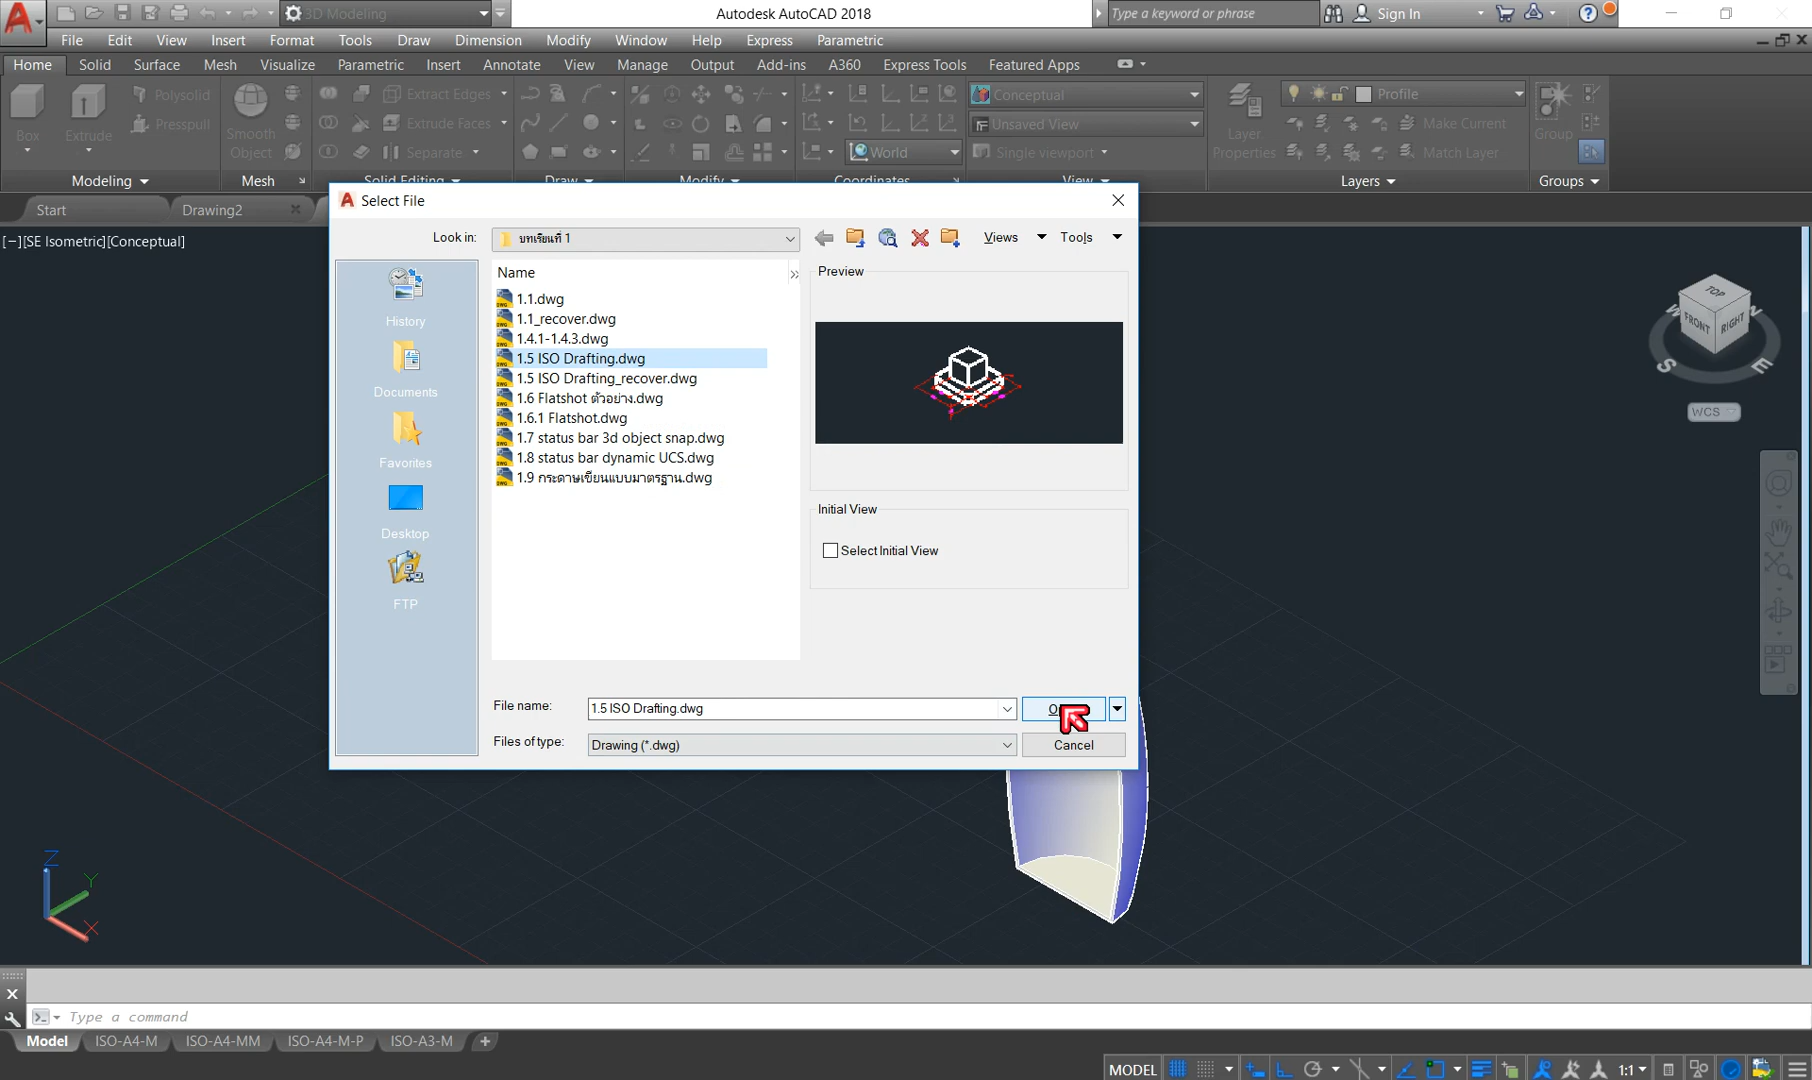 3D Modeling
Autodesk AutoCAD 2018
Type a keyword or phrase
Sign In
File Edit View Insert Format Tools Draw Dimension Modify Window Help Express Parametric
Home Solid Surface Mesh Visualize Parametric Insert Annotate View Manage Output Add-ins A360 Express Tools Featured Apps
Box
Extrude
Polysolid
Presspull
Smooth
Object
Extract Edges
Extrude Faces
Separate
World
Conceptual
Unsaved View
Single viewport
Layer
Properties
Profile
Make Current
Match Layer
Group
Modeling Mesh Solid Editing Draw Modify Coordinates View Layers Groups
Start Drawing2
[−][SE Isometric][Conceptual]
Select File
Look in: บทเรียนที่ 1
Views Tools
History
Documents
Favorites
Desktop
FTP
Name
1.1.dwg
1.1_recover.dwg
1.4.1-1.4.3.dwg
1.5 ISO Drafting.dwg
1.5 ISO Drafting_recover.dwg
1.6 Flatshot ตัวอย่าง.dwg
1.6.1 Flatshot.dwg
1.7 status bar 3d object snap.dwg
1.8 status bar dynamic UCS.dwg
1.9 กระดาษเขียนแบบมาตรฐาน.dwg
Preview
Initial View
Select Initial View
File name: 1.5 ISO Drafting.dwg
Files of type: Drawing (*.dwg)
Cancel
TOP
FRONT
RIGHT
W
N
S
E
WCS
Z
Y
X
Type a command
Model ISO-A4-M ISO-A4-MM ISO-A4-M-P ISO-A3-M
MODEL
1:1